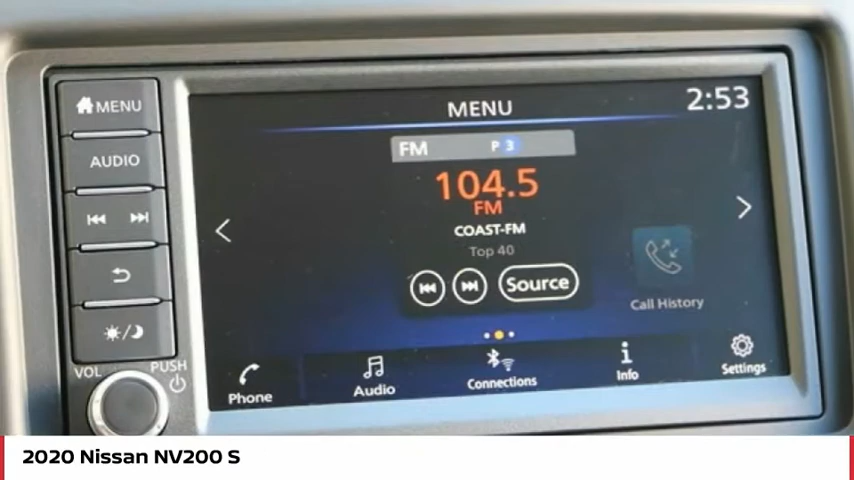 MENU
AUDIO
VOL
PUSH
MENU
2:53
FM P 3
104.5
FM
COAST-FM
Top 40
Source
Call History
Phone
Audio
Connections
Info
Settings
2020 Nissan NV200 S